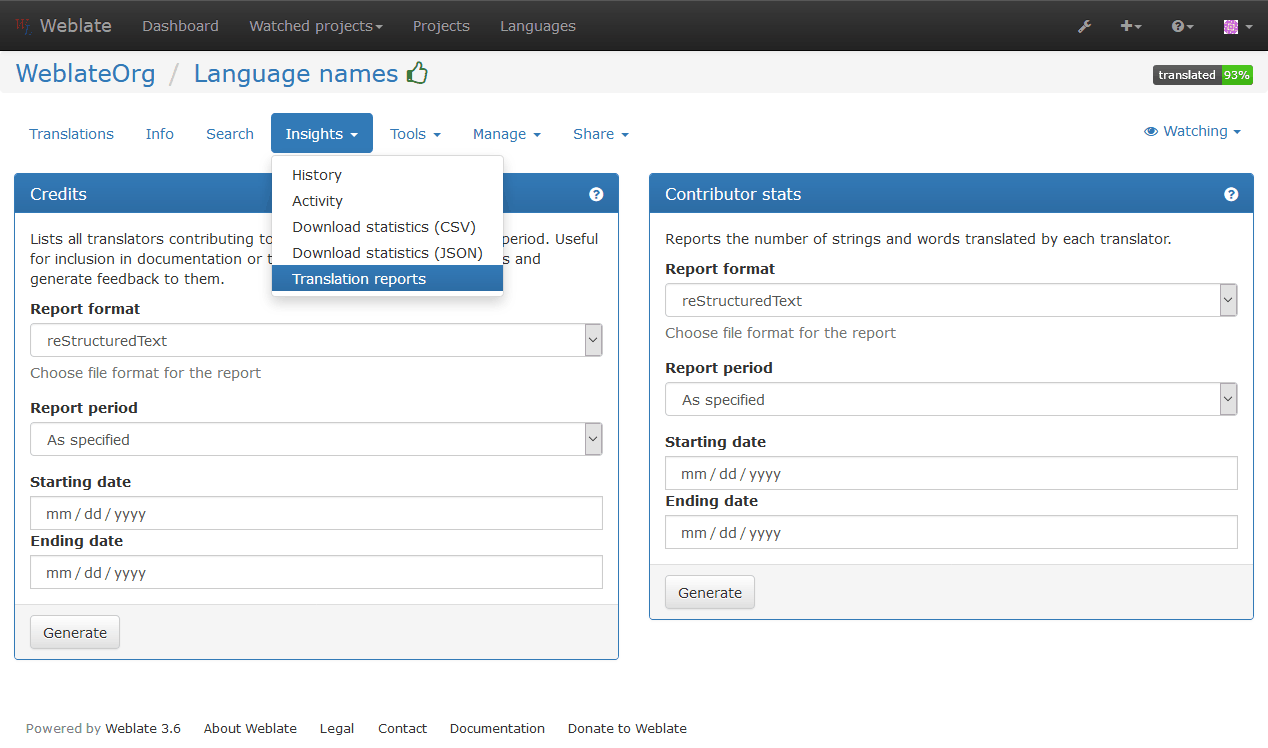 Weblate Dashboard Watched projects Projects Languages
WeblateOrg / Language names translated 93%
Translations Info Search Insights Tools Manage Share Watching
History
Activity
Download statistics (CSV)
Download statistics (JSON)
Translation reports
Credits
Lists all translators contributing to period. Useful
for inclusion in documentation or t s and
generate feedback to them.
Report format
reStructuredText
Choose file format for the report
Report period
As specified
Starting date
mm / dd / yyyy
Ending date
mm / dd / yyyy
Generate
Contributor stats
Reports the number of strings and words translated by each translator.
Report format
reStructuredText
Choose file format for the report
Report period
As specified
Starting date
mm / dd / yyyy
Ending date
mm / dd / yyyy
Generate
Powered by Weblate 3.6 About Weblate Legal Contact Documentation Donate to Weblate